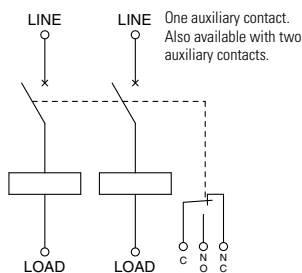 LINE LINE
One auxiliary contact.
Also available with two
auxiliary contacts.
LOAD LOAD
C NO NC